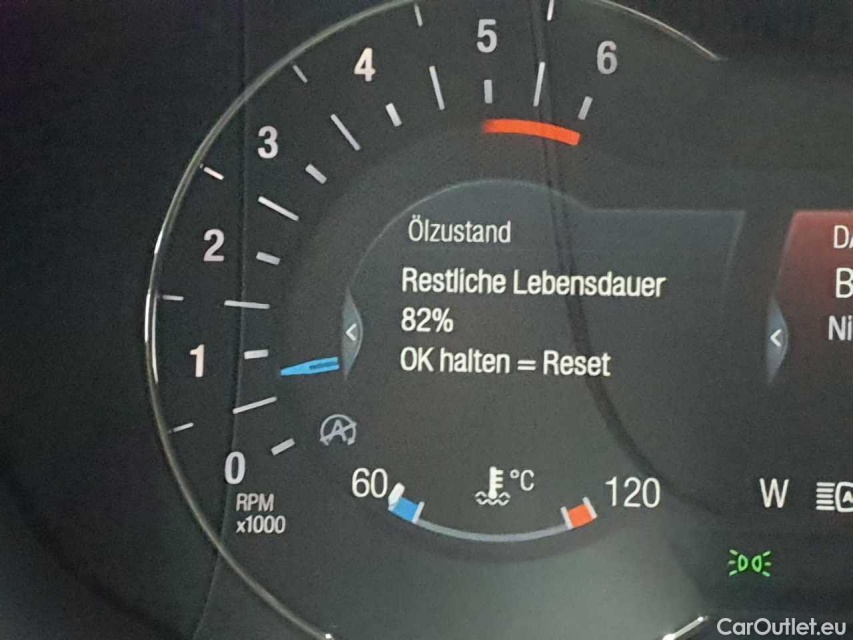 5
6
4
3
2
1
0
RPM
x1000
Ölzustand
Restliche Lebensdauer
82%
OK halten = Reset
60
°C
120
W
CarOutlet.eu